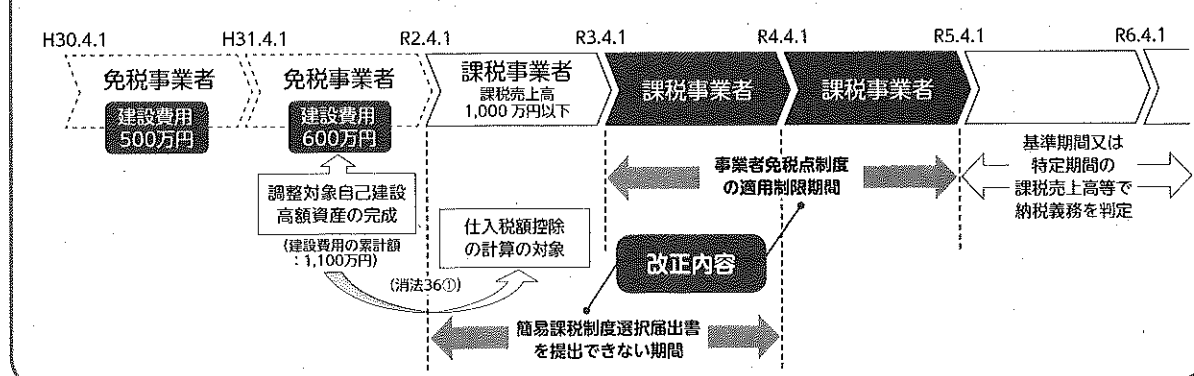 H30.4.1
H31.4.1
R2.4.1
R3.4.1
R4.4.1
R5.4.1
R6.4.1
免税事業者
建設費用
500万円
免税事業者
建設費用
600万円
課税事業者
課税売上高
1,000万円以下
課税事業者
課税事業者
調整対象自己建設
高額資産の完成
(建設費用の累計額
:1,100万円)
(消法36①)
仕入税額控除
の計算の対象
事業者免税点制度
の適用制限期間
改正内容
簡易課税制度選択届出書
を提出できない期間
基準期間又は
特定期間の
課税売上高等で
納税義務を判定